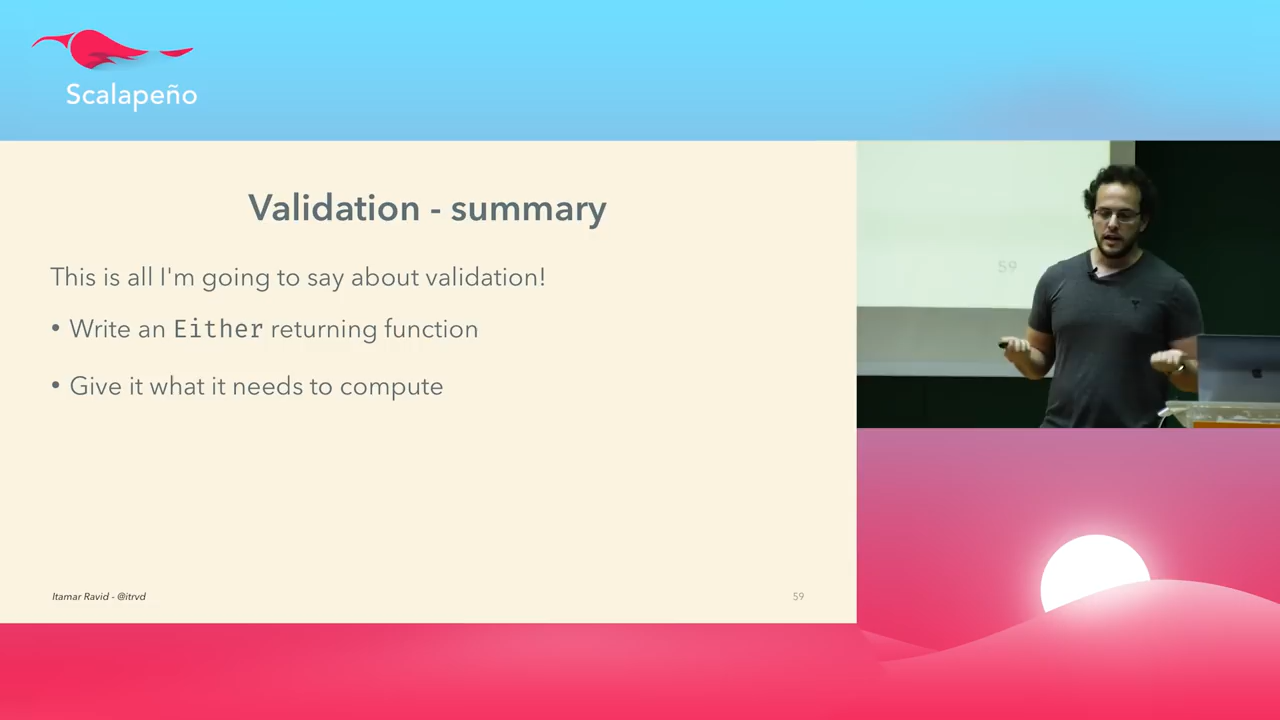 Scalapeño
Validation - summary
This is all I'm going to say about validation!
• Write an Either returning function
• Give it what it needs to compute
Itamar Ravid - @itrvd
59
59